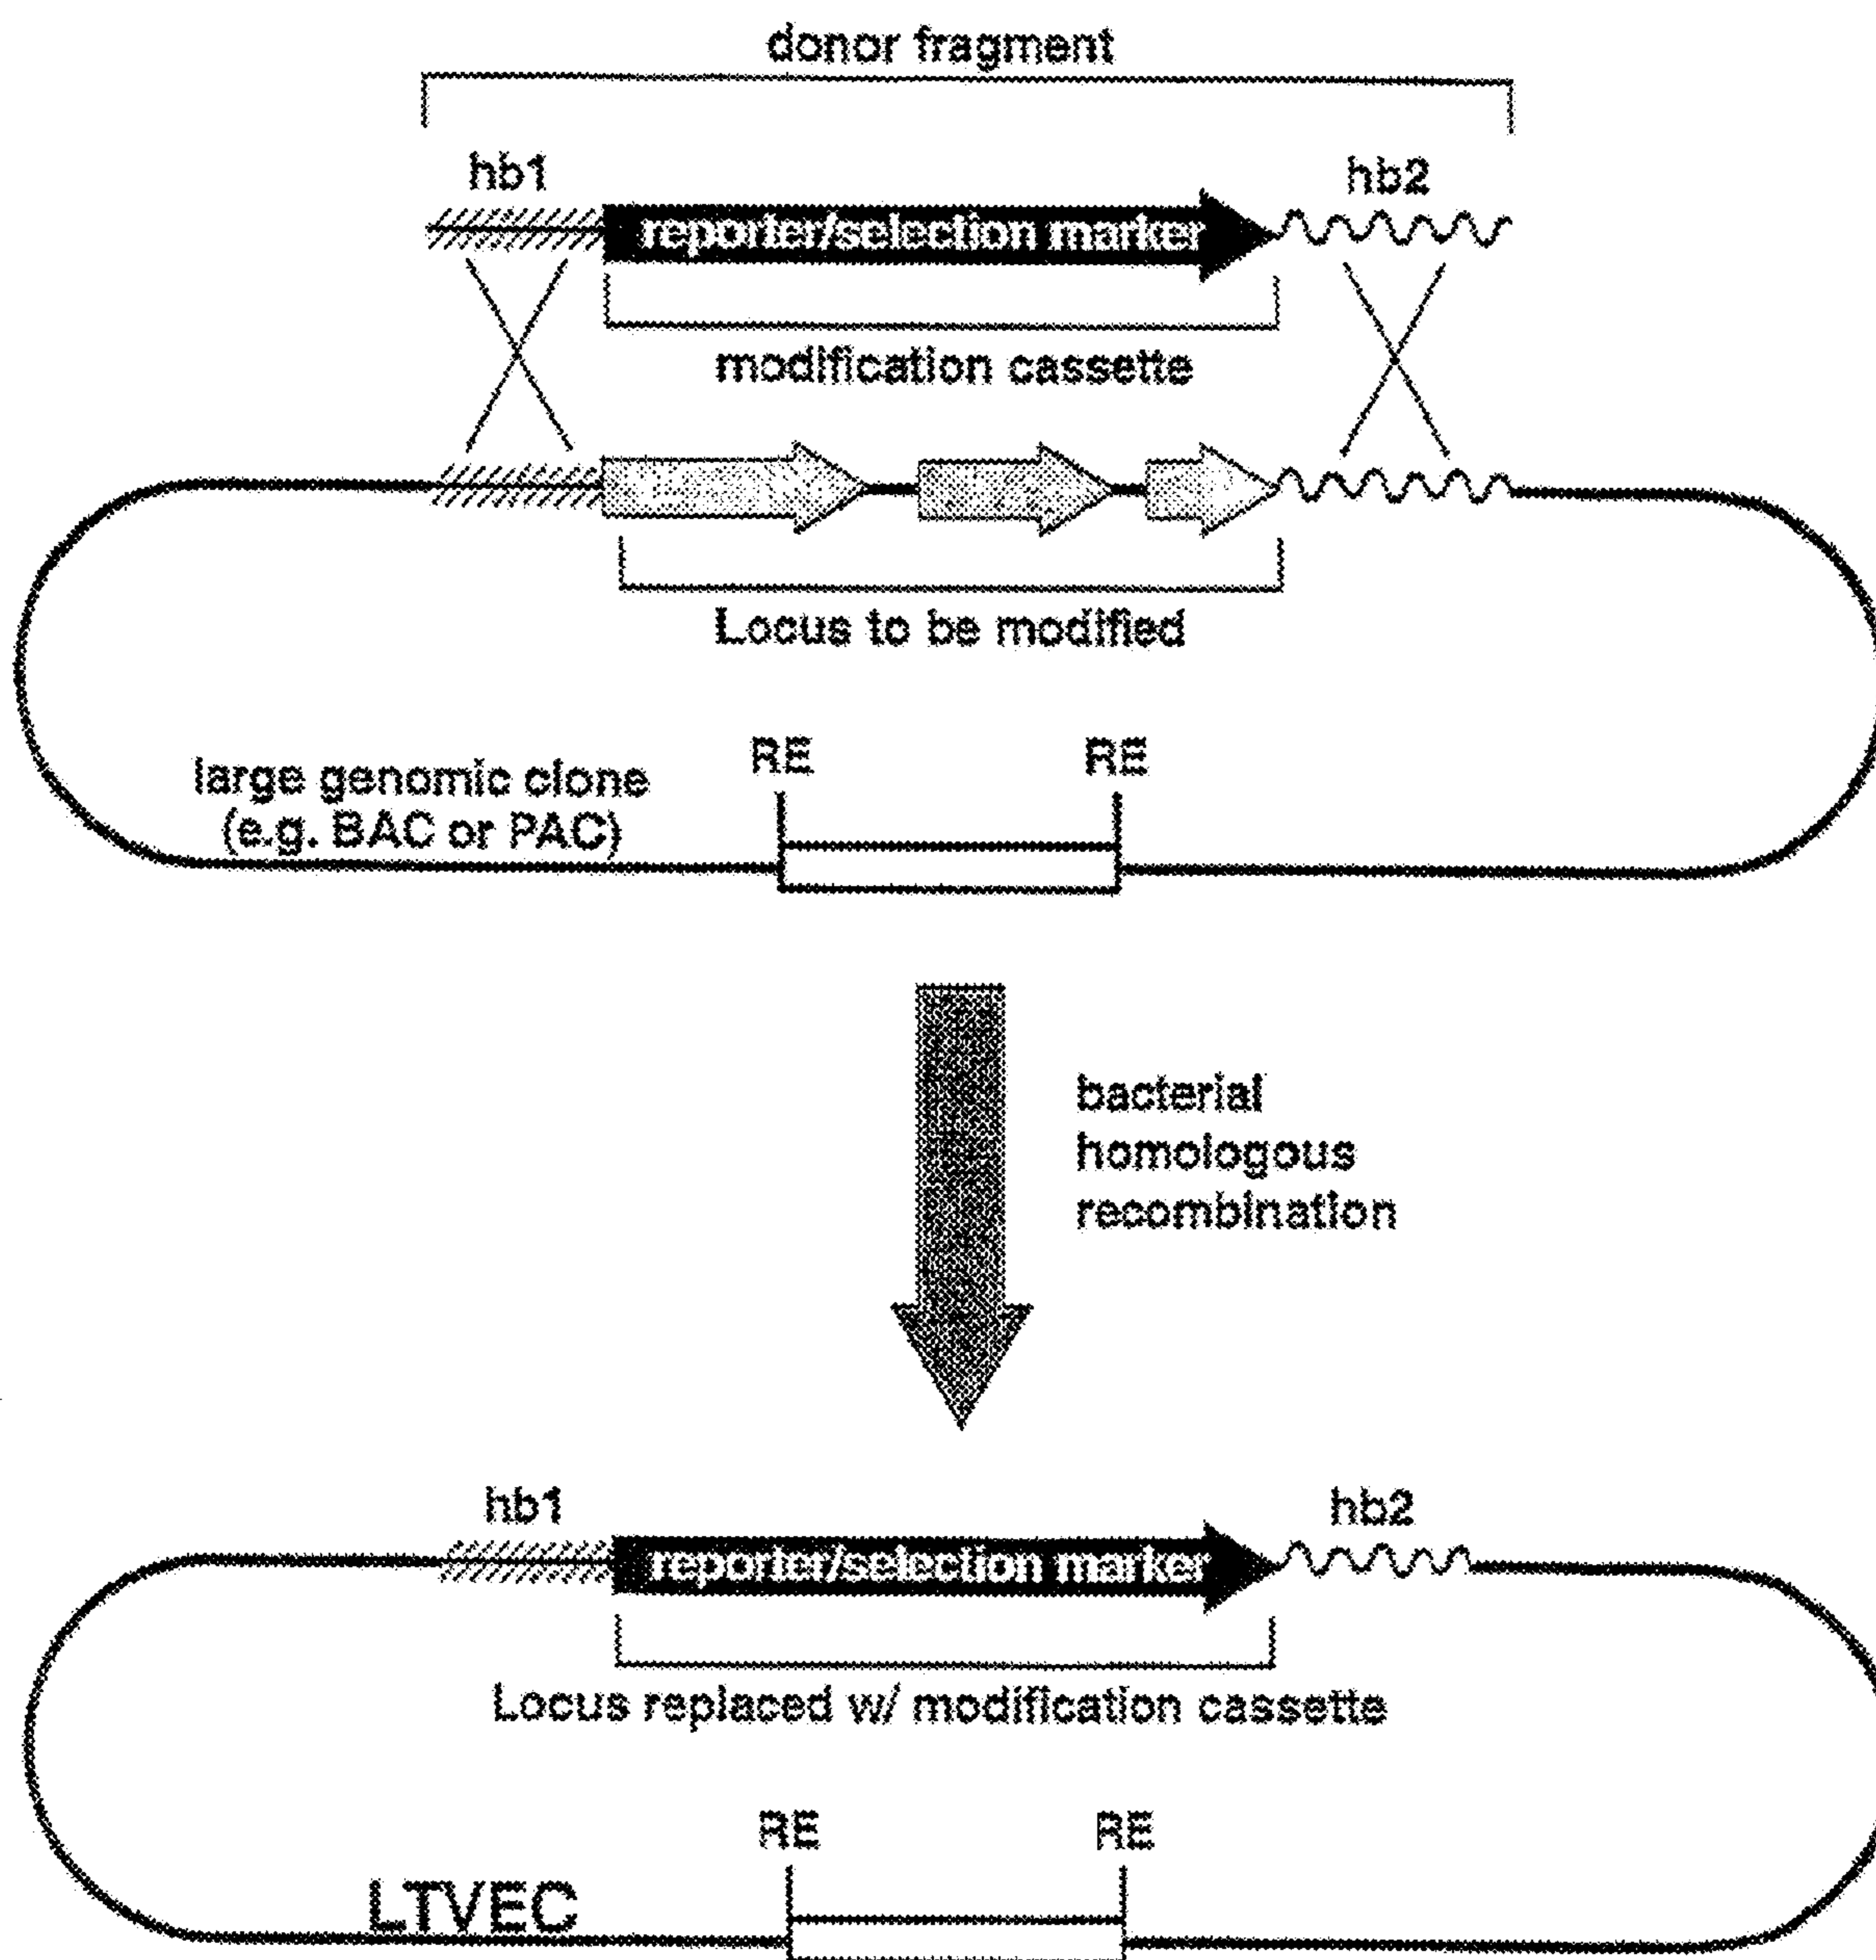 donor fragment
hb1
hb2
reporter/selection marker
modification cassette
Locus to be modified
RE
RE
large genomic clone
(e.g. BAC or PAC)
bacterial
homologous
recombination
hb1
hb2
reporter/selection marker
Locus replaced w/ modification cassette
RE
RE
LTVEC